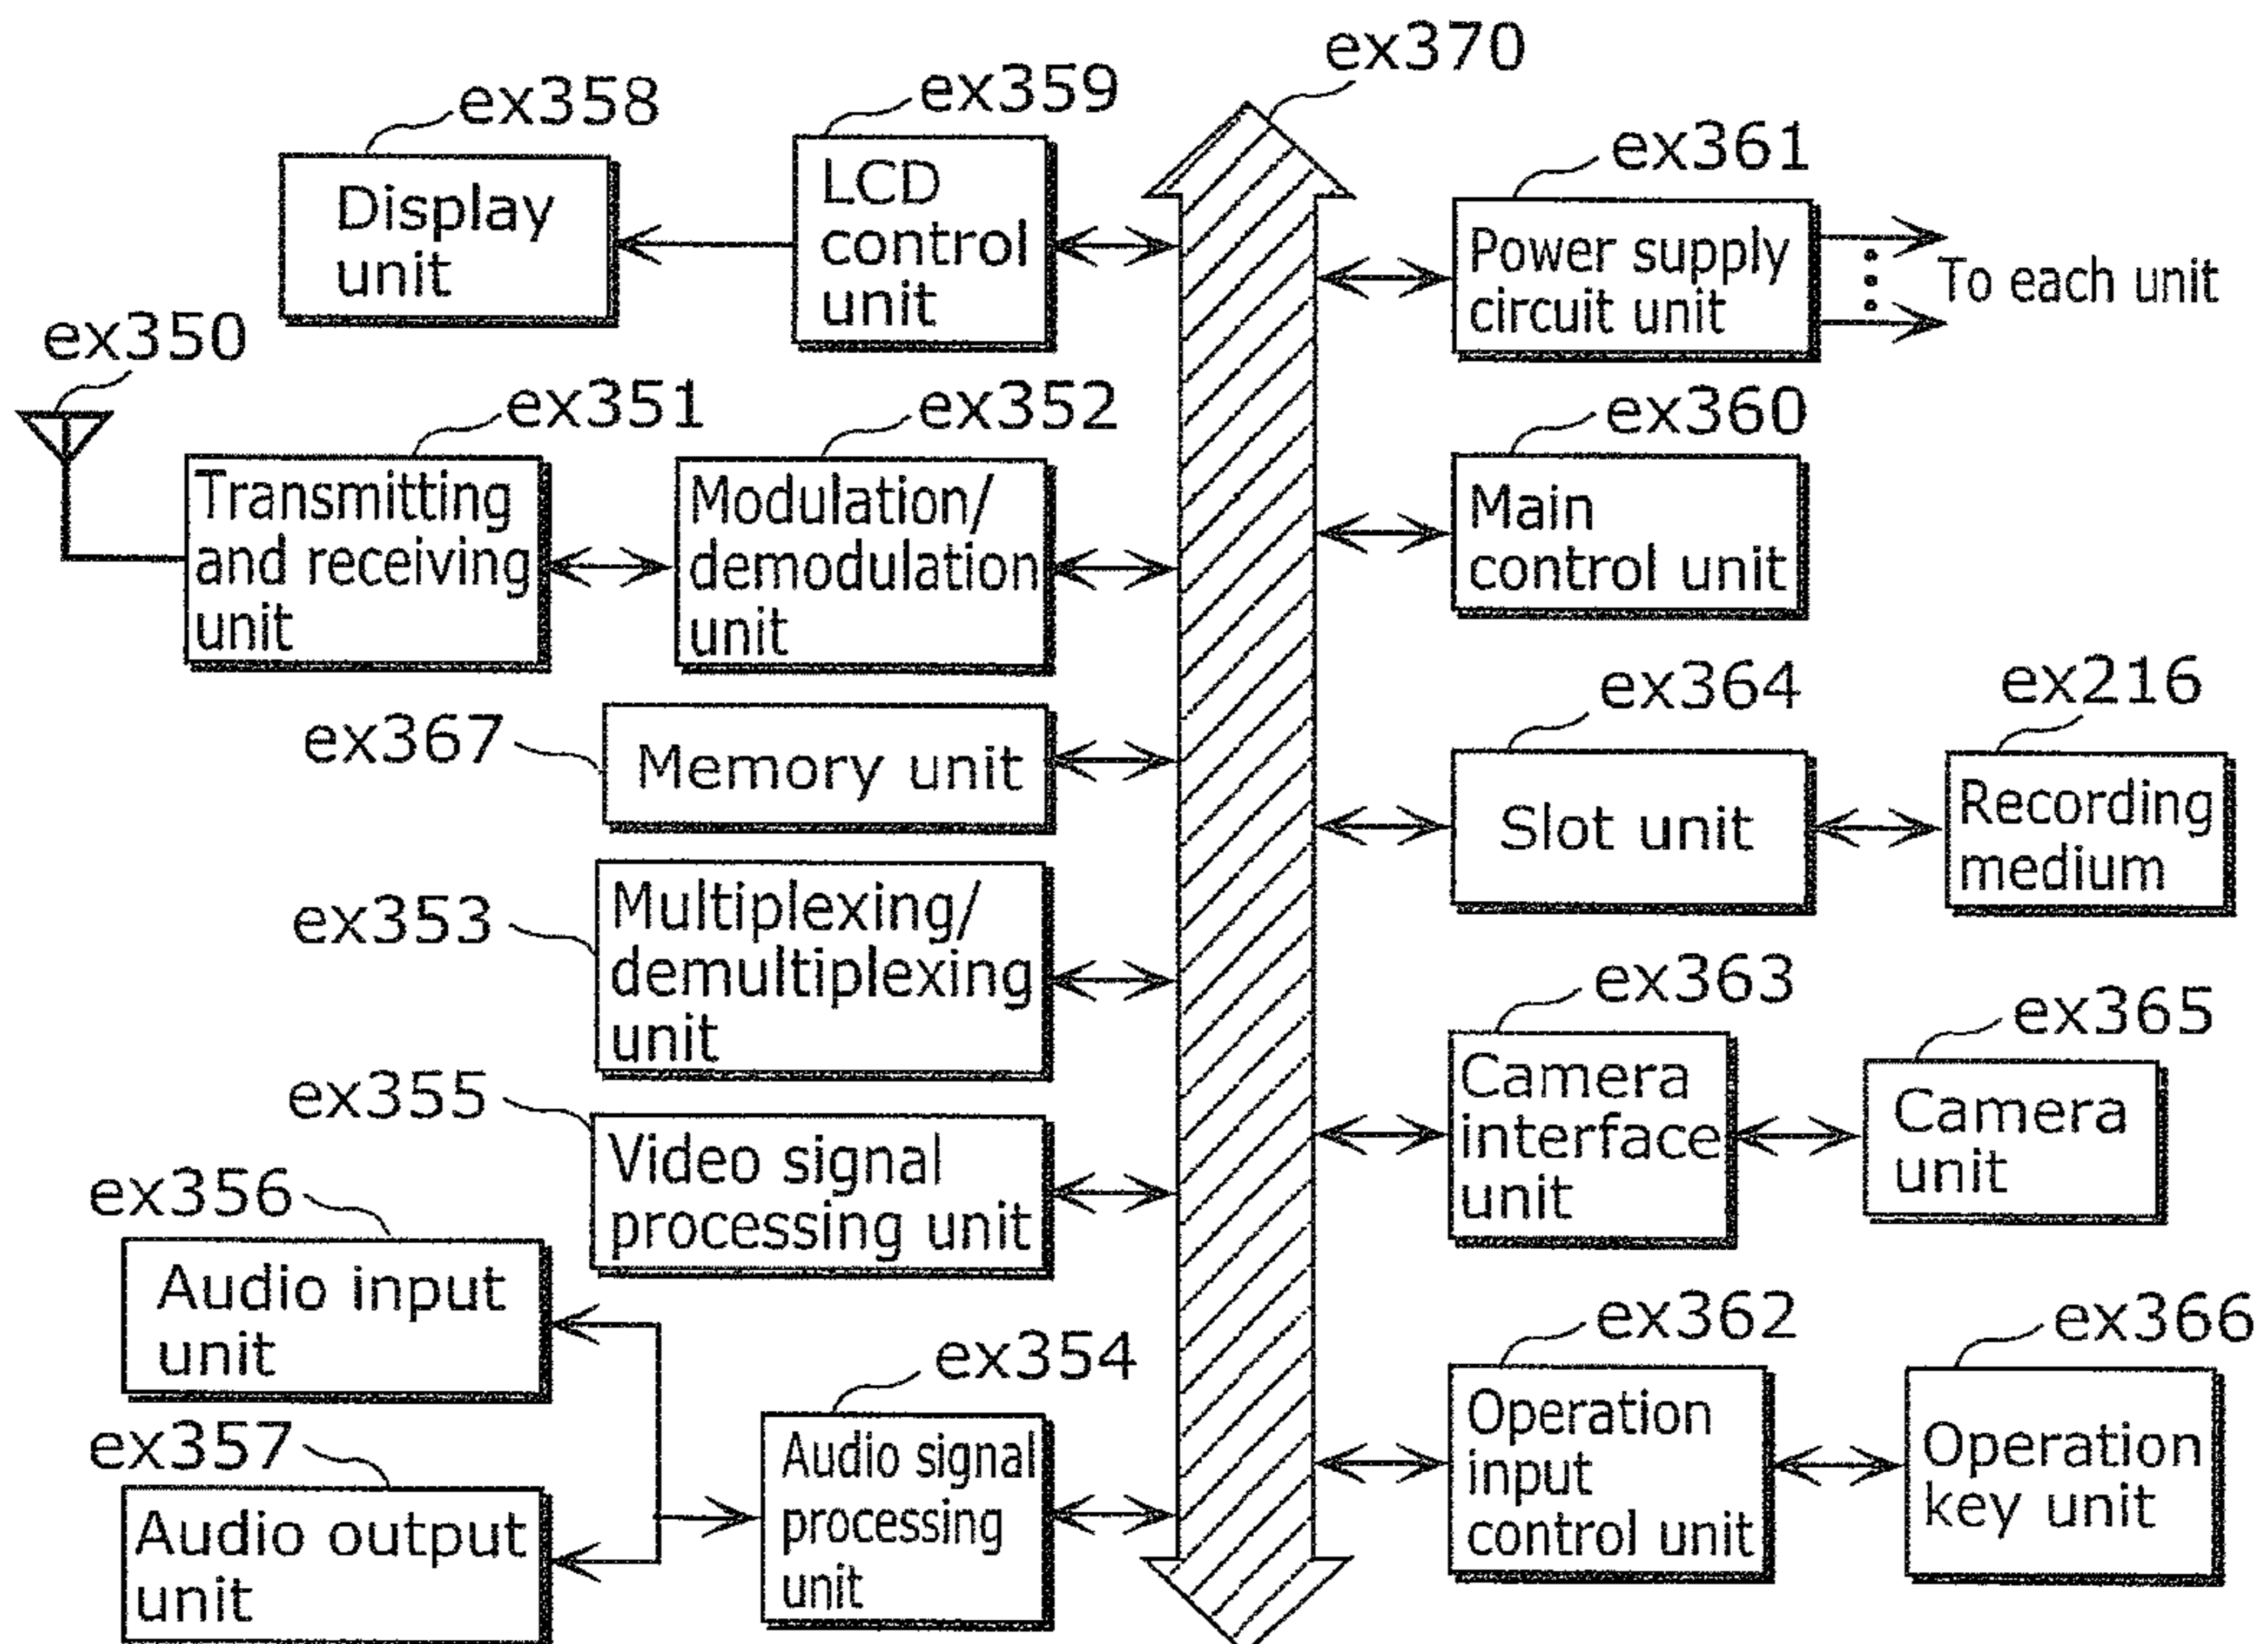 ex370
ex358
ex359
ex361
Display
unit
LCD
control
unit
Power supply
circuit unit
To each unit
ex350
ex351
ex352
ex360
Transmitting
and receiving
unit
Modulation/
demodulation
unit
Main
control unit
ex367
Memory unit
ex364
ex216
Slot unit
Recording
medium
ex353
Multiplexing/
demultiplexing
unit
ex363
ex365
Camera
interface
unit
Camera
unit
ex355
Video signal
processing unit
ex356
Audio input
unit
ex362
ex366
Operation
input
control unit
Operation
key unit
ex354
Audio signal
processing
unit
ex357
Audio output
unit